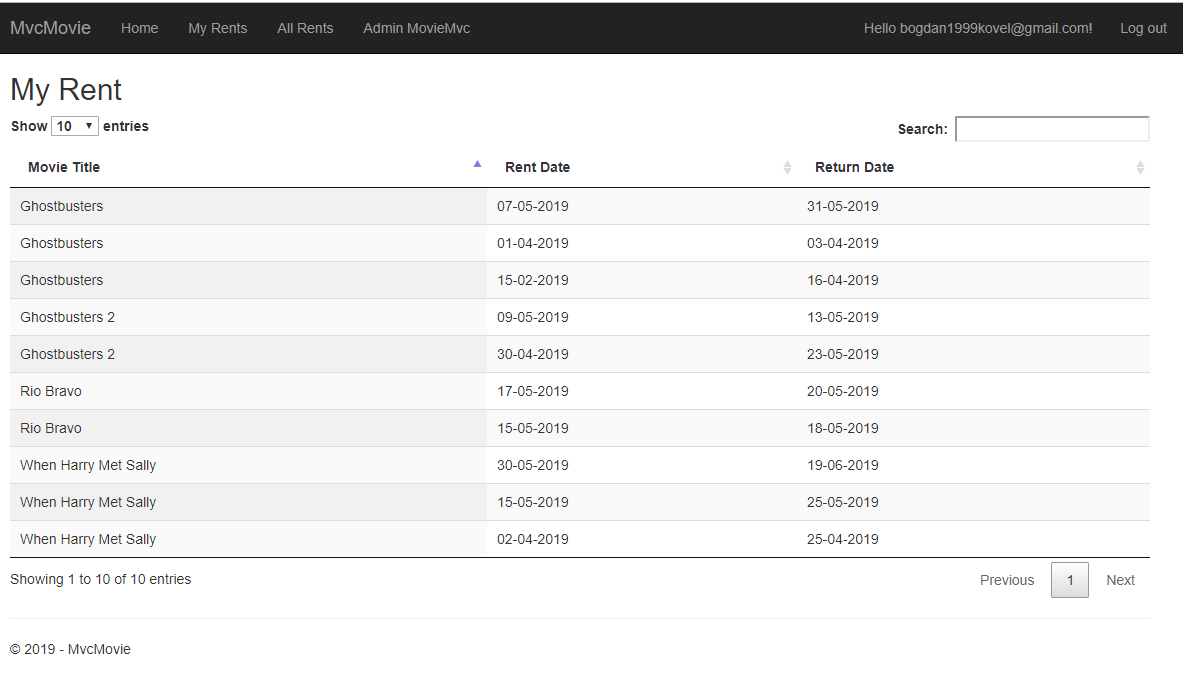 MvcMovie Home My Rents All Rents Admin MovieMvc Hello bogdan1999kovel@gmail.com! Log out
My Rent
Show 10 entries Search:
Movie Title Rent Date Return Date
Ghostbusters 07-05-2019 31-05-2019
Ghostbusters 01-04-2019 03-04-2019
Ghostbusters 15-02-2019 16-04-2019
Ghostbusters 2 09-05-2019 13-05-2019
Ghostbusters 2 30-04-2019 23-05-2019
Rio Bravo 17-05-2019 20-05-2019
Rio Bravo 15-05-2019 18-05-2019
When Harry Met Sally 30-05-2019 19-06-2019
When Harry Met Sally 15-05-2019 25-05-2019
When Harry Met Sally 02-04-2019 25-04-2019
Showing 1 to 10 of 10 entries Previous 1 Next
© 2019 - MvcMovie